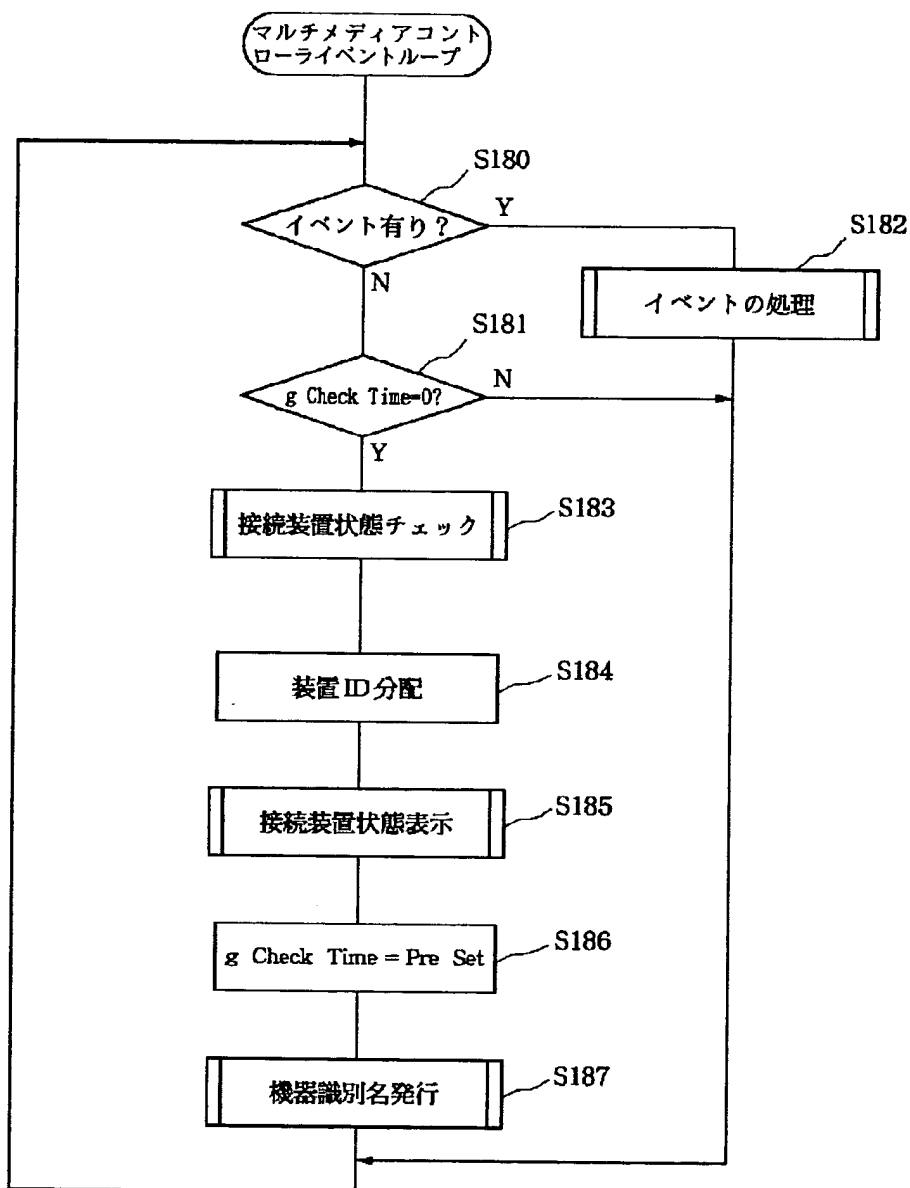 マルチメディアコント
ローライベントループ
S180
イベント有り？
Y
N
S182
イベントの処理
S181
g Check Time=0?
N
Y
接続装置状態チェック
S183
装置ID分配
S184
接続装置状態表示
S185
g Check Time = Pre Set
S186
機器識別名発行
S187